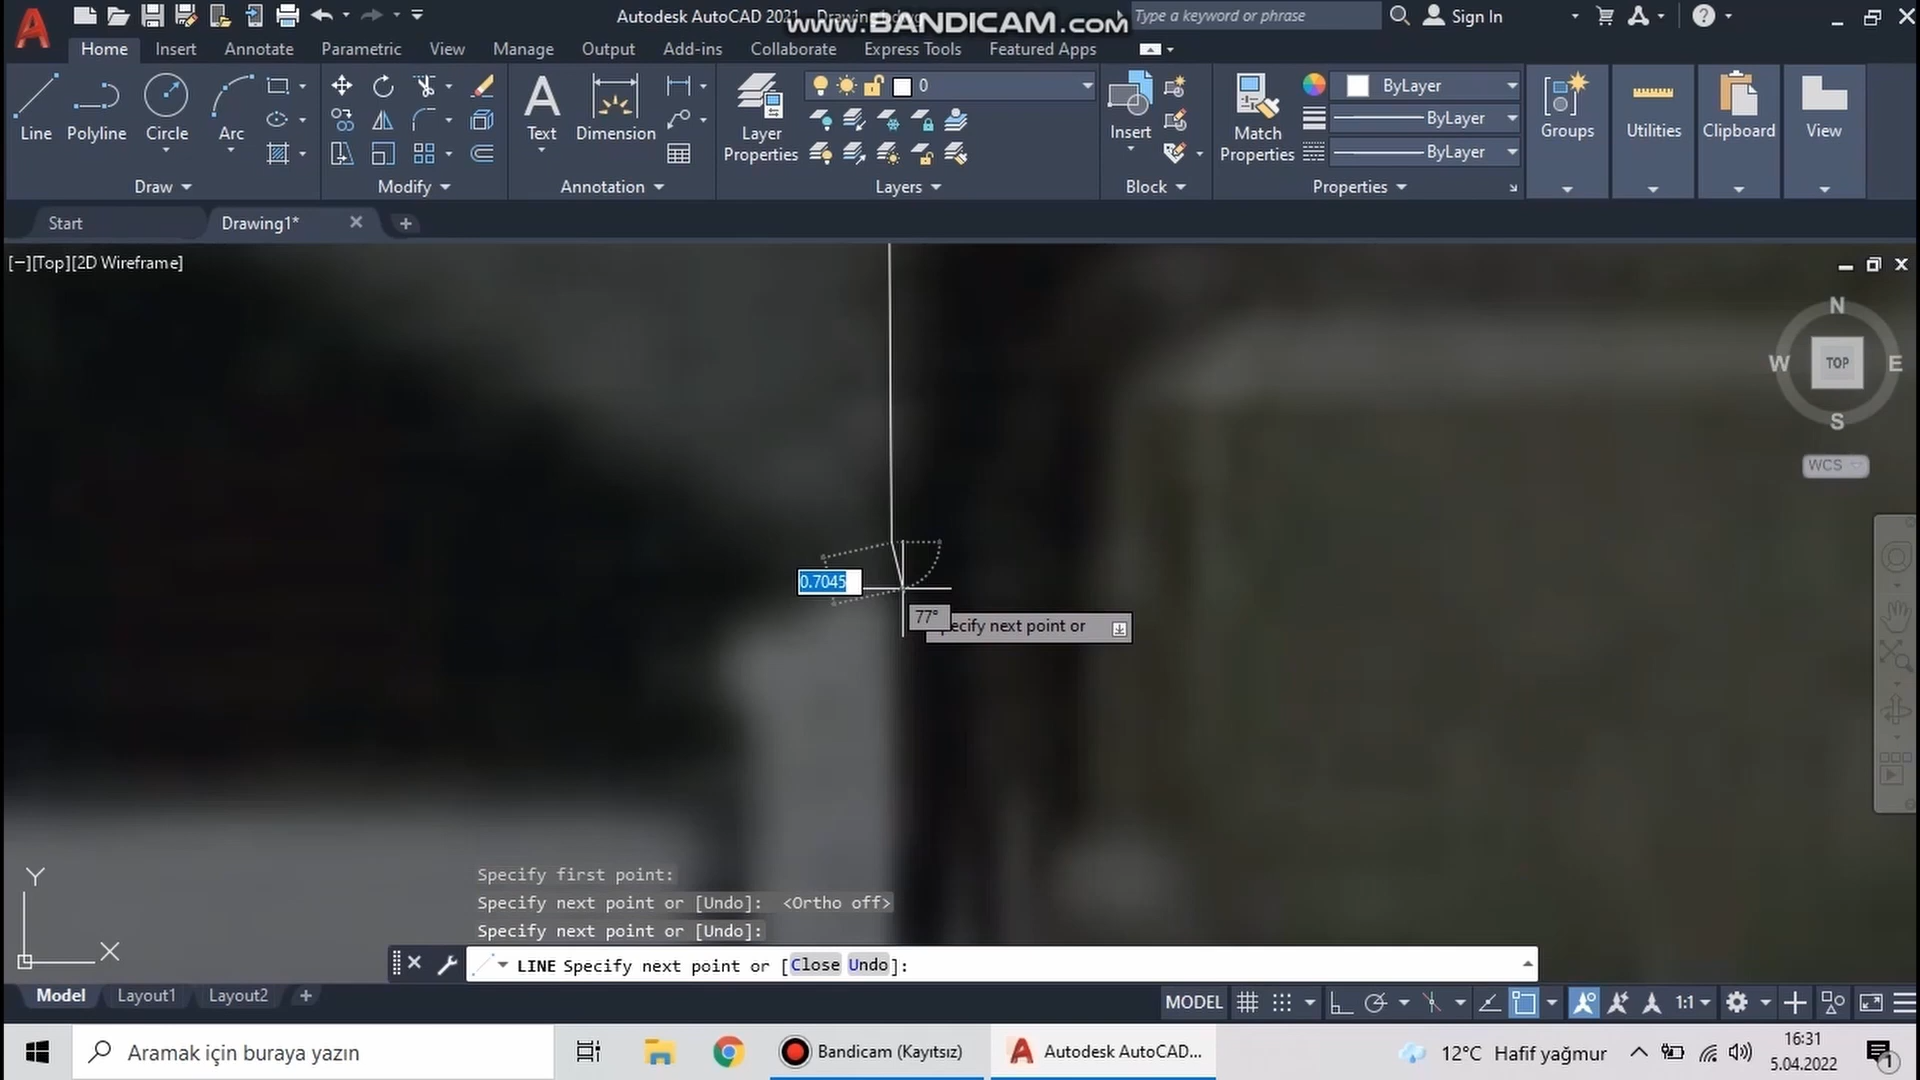 Autodesk AutoCAD 2021
www.BANDICAM.com
Type a keyword or phrase
Sign In
Home Insert Annotate Parametric View Manage Output Add-ins Collaborate Express Tools Featured Apps
Line Polyline Circle Arc
Draw
Modify
Text Dimension
Annotation
Layer Properties
0
Layers
Insert
Block
Match Properties
ByLayer
ByLayer
ByLayer
Properties
Groups
Utilities
Clipboard
View
Start
Drawing1*
[−][Top][2D Wireframe]
N
W TOP E
S
WCS
0.7045
77°
pecify next point or
Specify first point:
Specify next point or [Undo]: <Ortho off>
Specify next point or [Undo]:
LINE Specify next point or [Close Undo]:
Y
X
Model Layout1 Layout2
MODEL
1:1
Aramak için buraya yazın
Bandicam (Kayıtsız)
Autodesk AutoCAD...
12°C Hafif yağmur
16:31
5.04.2022
1